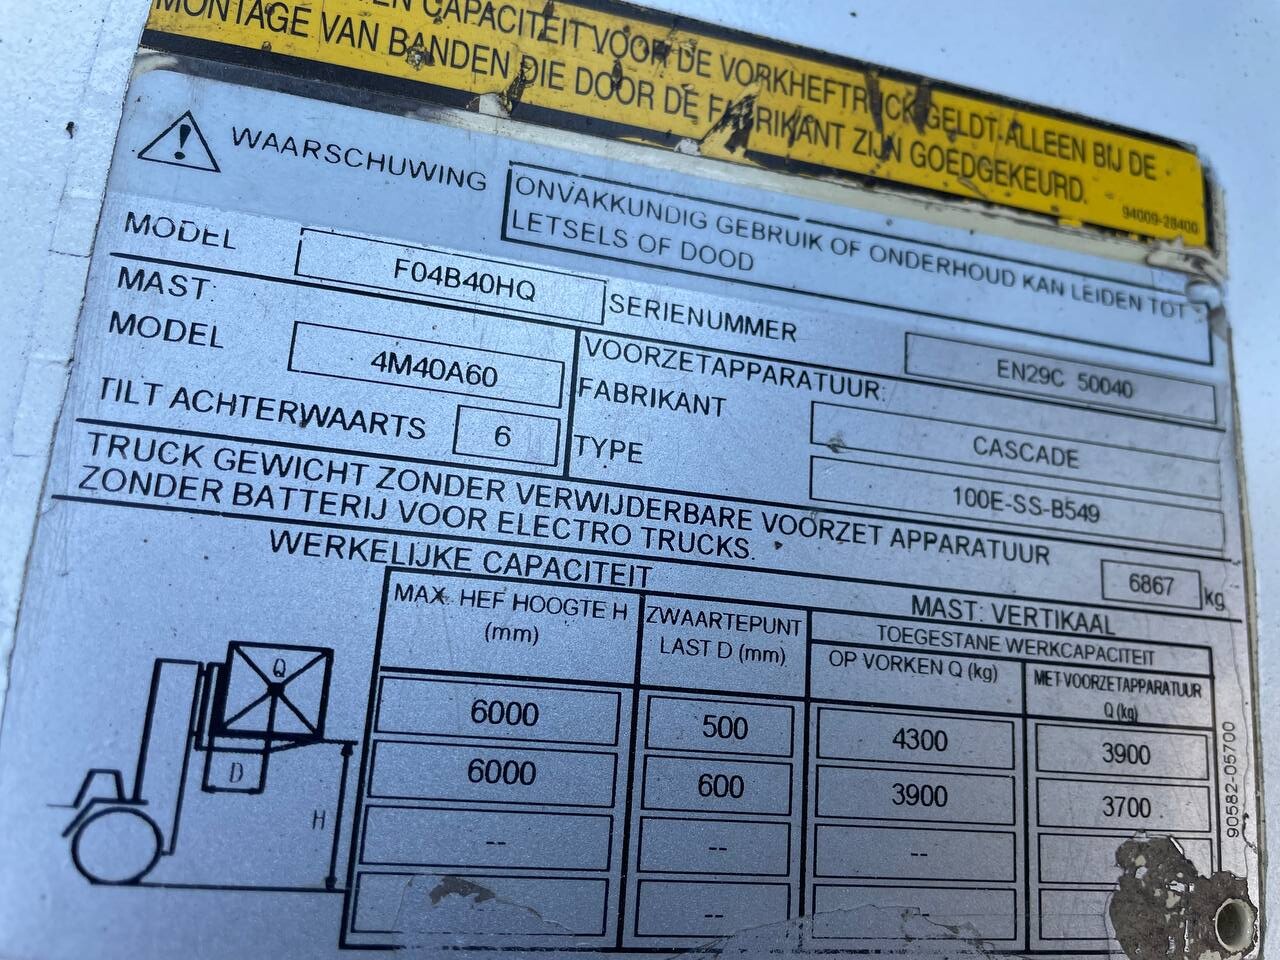 EN CAPACITEIT VOOR DE VORKHEFTRUCK GELDT ALLEEN BIJ DE
MONTAGE VAN BANDEN DIE DOOR DE FABRIKANT ZIJN GOEDGEKEURD.
94009-28400
WAARSCHUWING
ONVAKKUNDIG GEBRUIK OF ONDERHOUD KAN LEIDEN TOT
LETSELS OF DOOD
MODEL F04B40HQ SERIENUMMER EN29C 50040
MAST:
MODEL 4M40A60
TILT ACHTERWAARTS 6
VOORZETAPPARATUUR:
FABRIKANT CASCADE
TYPE 100E-SS-B549
TRUCK GEWICHT ZONDER VERWIJDERBARE VOORZET APPARATUUR
ZONDER BATTERIJ VOOR ELECTRO TRUCKS. 6867 kg
WERKELIJKE CAPACITEIT MAST: VERTIKAAL
MAX. HEF HOOGTE H
(mm)
ZWAARTEPUNT
LAST D (mm)
TOEGESTANE WERKCAPACITEIT
OP VORKEN Q (kg)
MET VOORZETAPPARATUUR
Q (kg)
6000 500 4300 3900
6000 600 3900 3700
-- -- --
--
Q
D
H
90582-05700